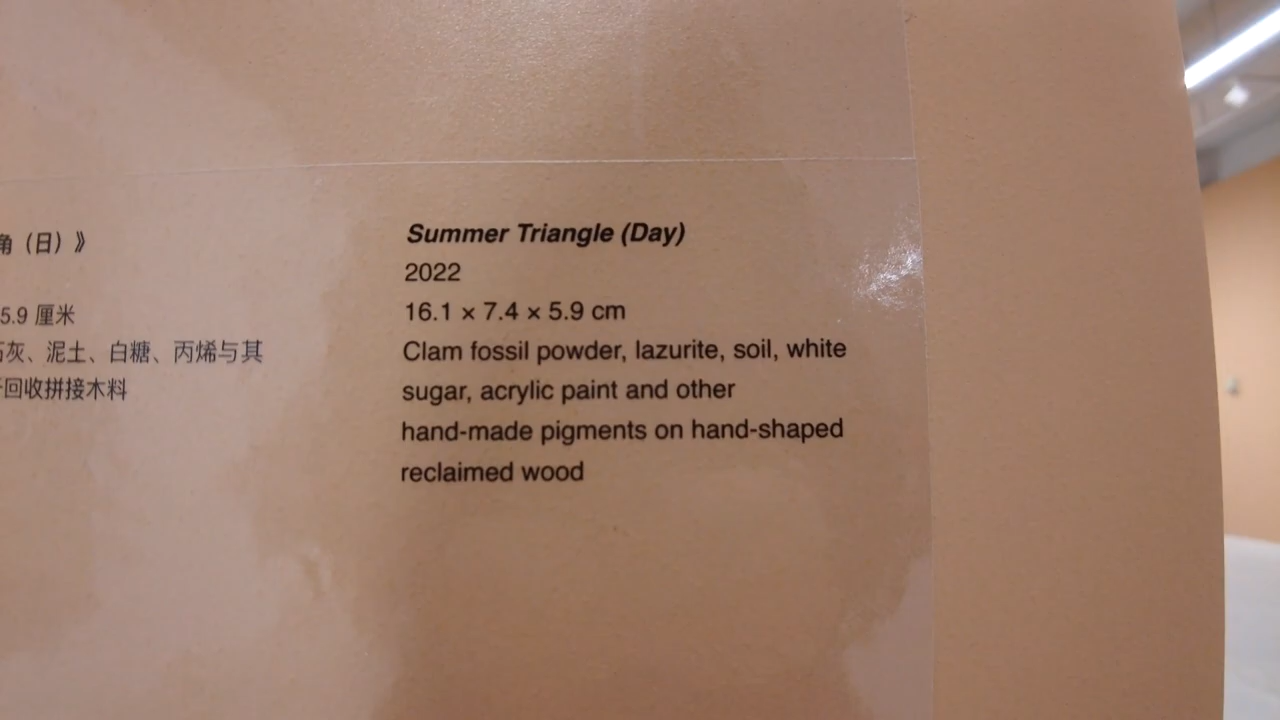 角（日）》
5.9 厘米
石灰、泥土、白糖、丙烯与其
回收拼接木料
Summer Triangle (Day)
2022
16.1 × 7.4 × 5.9 cm
Clam fossil powder, lazurite, soil, white
sugar, acrylic paint and other
hand-made pigments on hand-shaped
reclaimed wood